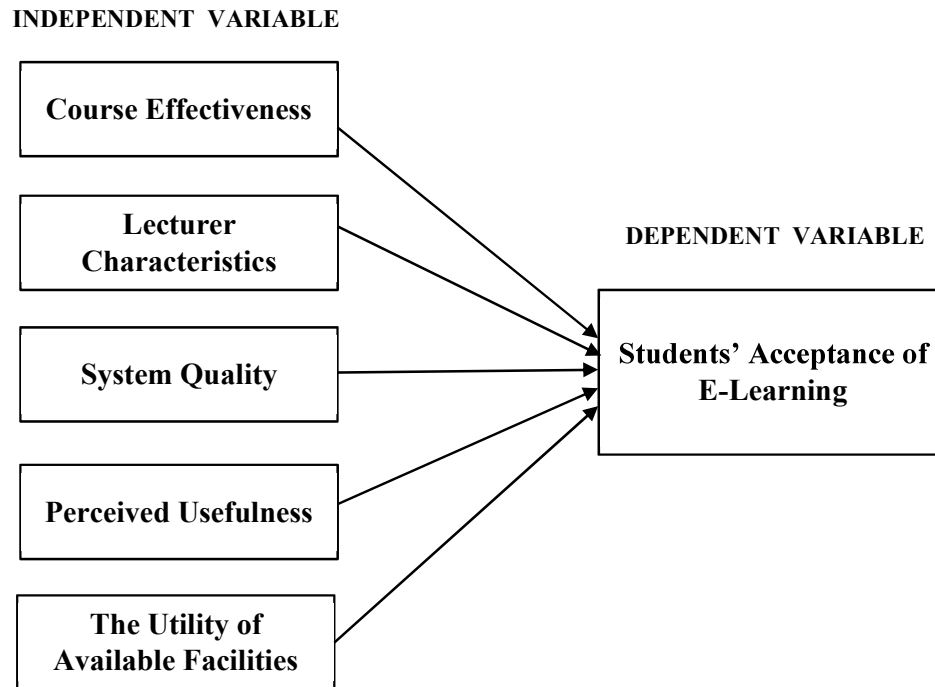 INDEPENDENT VARIABLE
Course Effectiveness
Lecturer
Characteristics
System Quality
Perceived Usefulness
The Utility of
Available Facilities
DEPENDENT VARIABLE
Students’ Acceptance of
E-Learning